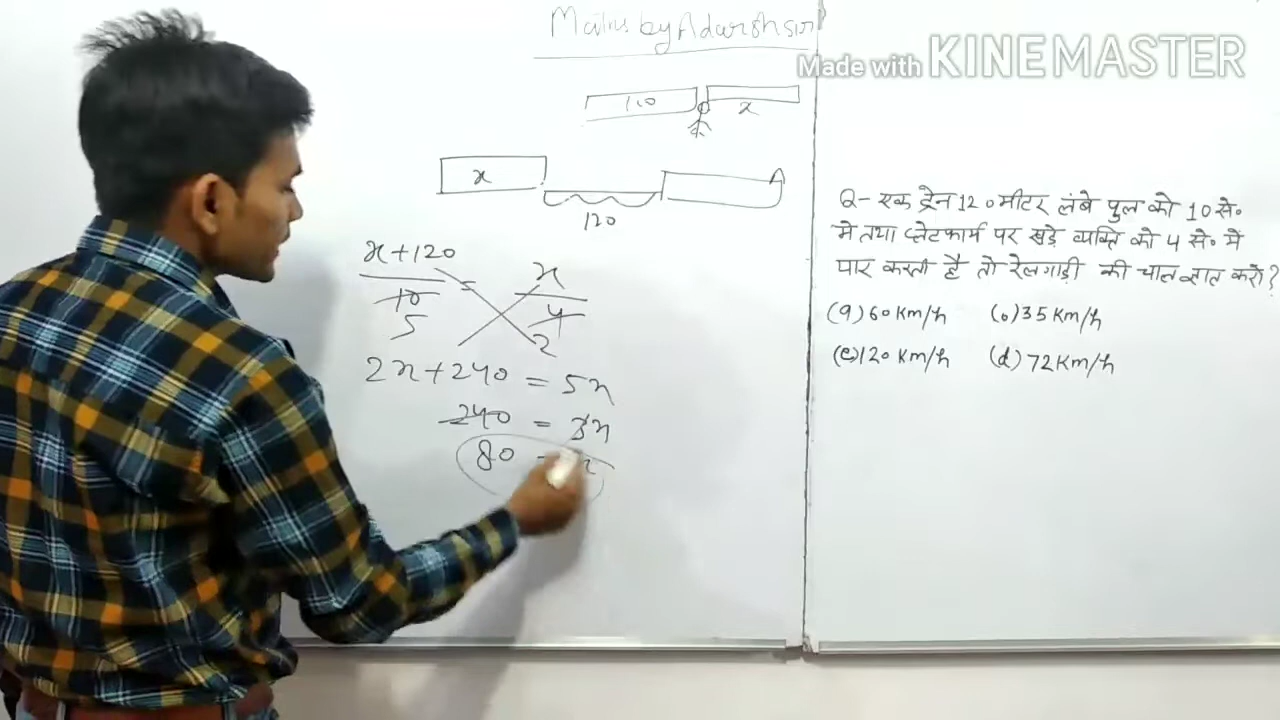 Maths by Adarsh sir
Made with KINEMASTER
110 x
x
120
x+120 = x
10 4
5 2
2x+240 = 5x
240 = 3x
80 = x
Q- एक ट्रेन 120 मीटर लंबे पुल को 10 से०
मे तथा प्लेटफार्म पर खड़े व्यक्ति को 4 से० में
पार करती है तो रेलगाड़ी की चाल ज्ञात करो?
(a) 60 Km/h (b) 35 Km/h
(c) 120 Km/h (d) 72 Km/h